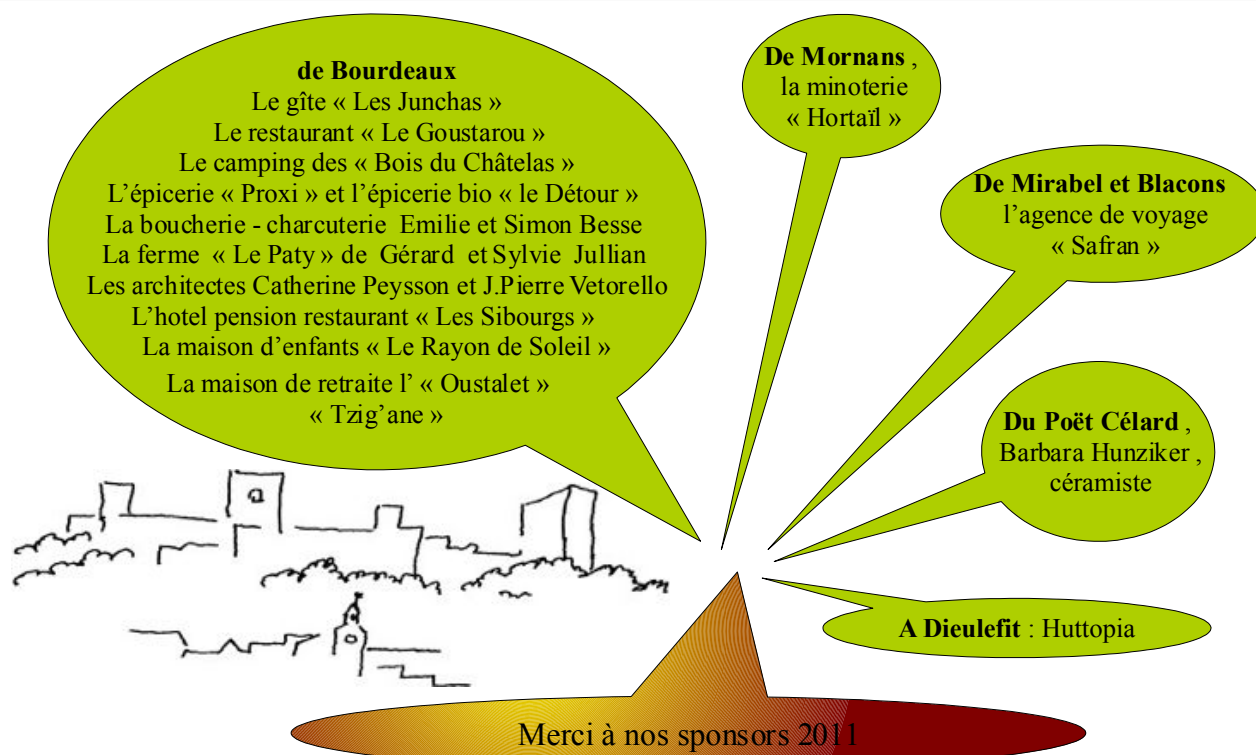 de Bourdeaux
Le gîte « Les Junchas »
Le restaurant « Le Goustarou »
Le camping des « Bois du Châtelas »
L’épicerie « Proxi » et l’épicerie bio « le Détour »
La boucherie - charcuterie Emilie et Simon Besse
La ferme « Le Paty » de Gérard et Sylvie Jullian
Les architectes Catherine Peysson et J.Pierre Vetorello
L’hotel pension restaurant « Les Sibourgs »
La maison d’enfants « Le Rayon de Soleil »
La maison de retraite l’ « Oustalet »
« Tzig’ane »
De Mornans ,
la minoterie
« Hortaïl »
De Mirabel et Blacons
l’agence de voyage
« Safran »
Du Poët Célard ,
Barbara Hunziker ,
céramiste
A Dieulefit : Huttopia
Merci à nos sponsors 2011